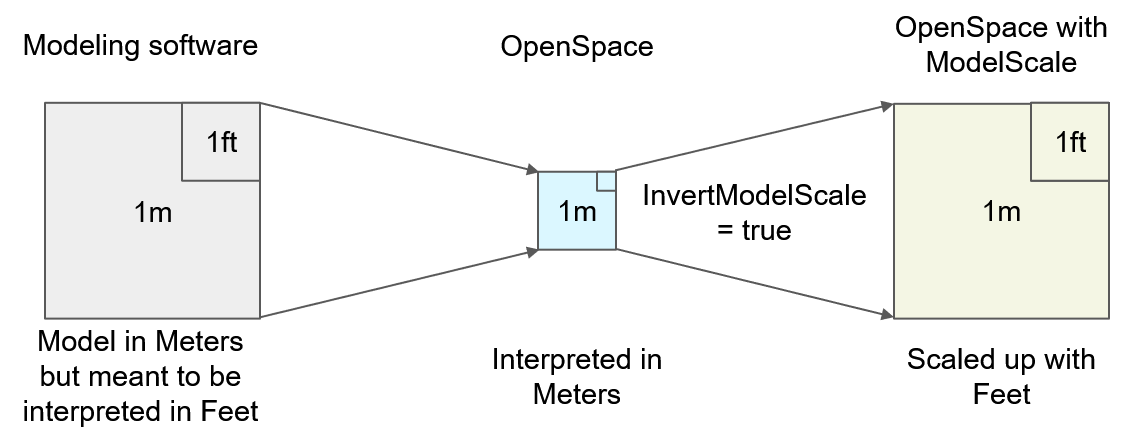 Modeling software
OpenSpace
OpenSpace with
ModelScale
1ft
1m
1m
InvertModelScale
= true
1ft
1m
Model in Meters
but meant to be
interpreted in Feet
Interpreted in
Meters
Scaled up with
Feet